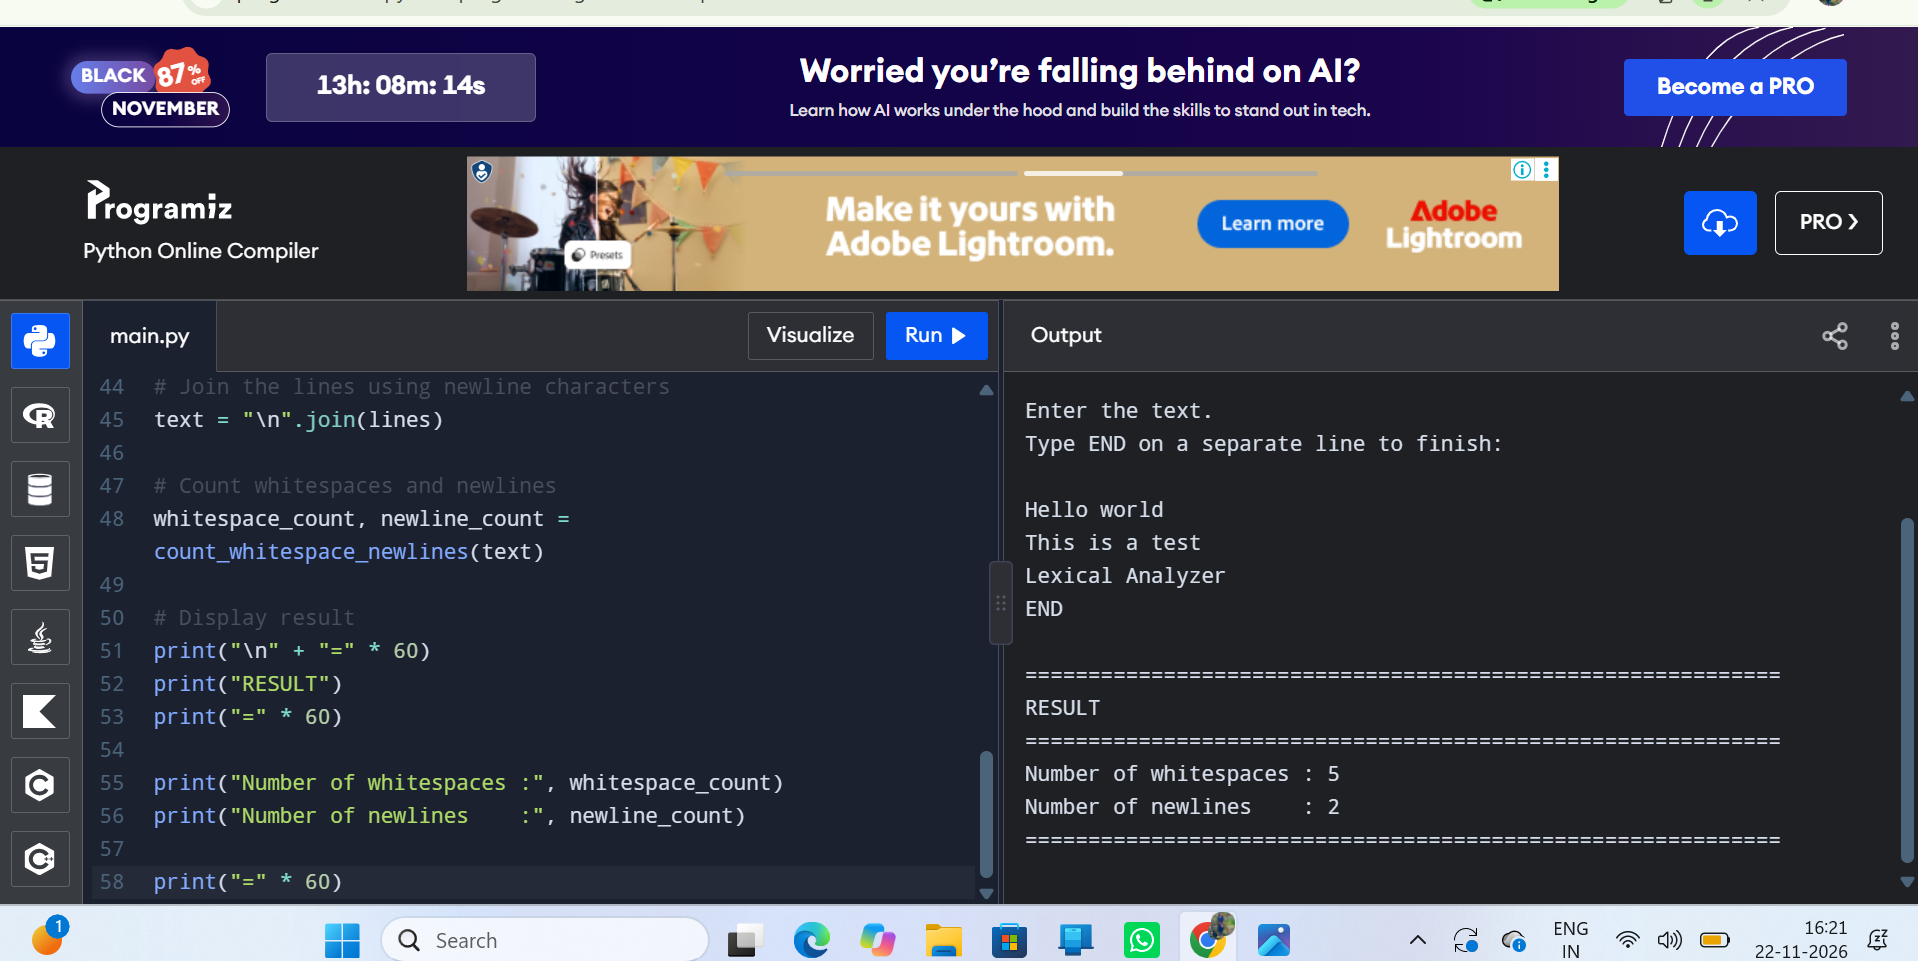 BLACK 87% OFF
NOVEMBER
13h: 08m: 14s
Worried you're falling behind on AI?
Learn how AI works under the hood and build the skills to stand out in tech.
Become a PRO
Programiz
Python Online Compiler
Presets
Make it yours with
Adobe Lightroom.
Learn more
Adobe
Lightroom
PRO
main.py
Visualize
Run
Output
44 # Join the lines using newline characters
45 text = "\n".join(lines)
46
47 # Count whitespaces and newlines
48 whitespace_count, newline_count =
count_whitespace_newlines(text)
49
50 # Display result
51 print("\n" + "=" * 60)
52 print("RESULT")
53 print("=" * 60)
54
55 print("Number of whitespaces :", whitespace_count)
56 print("Number of newlines    :", newline_count)
57
58 print("=" * 60)
Enter the text.
Type END on a separate line to finish:
Hello world
This is a test
Lexical Analyzer
END
============================================================
RESULT
============================================================
Number of whitespaces : 5
Number of newlines    : 2
============================================================
1
Search
ENG
IN
16:21
22-11-2026